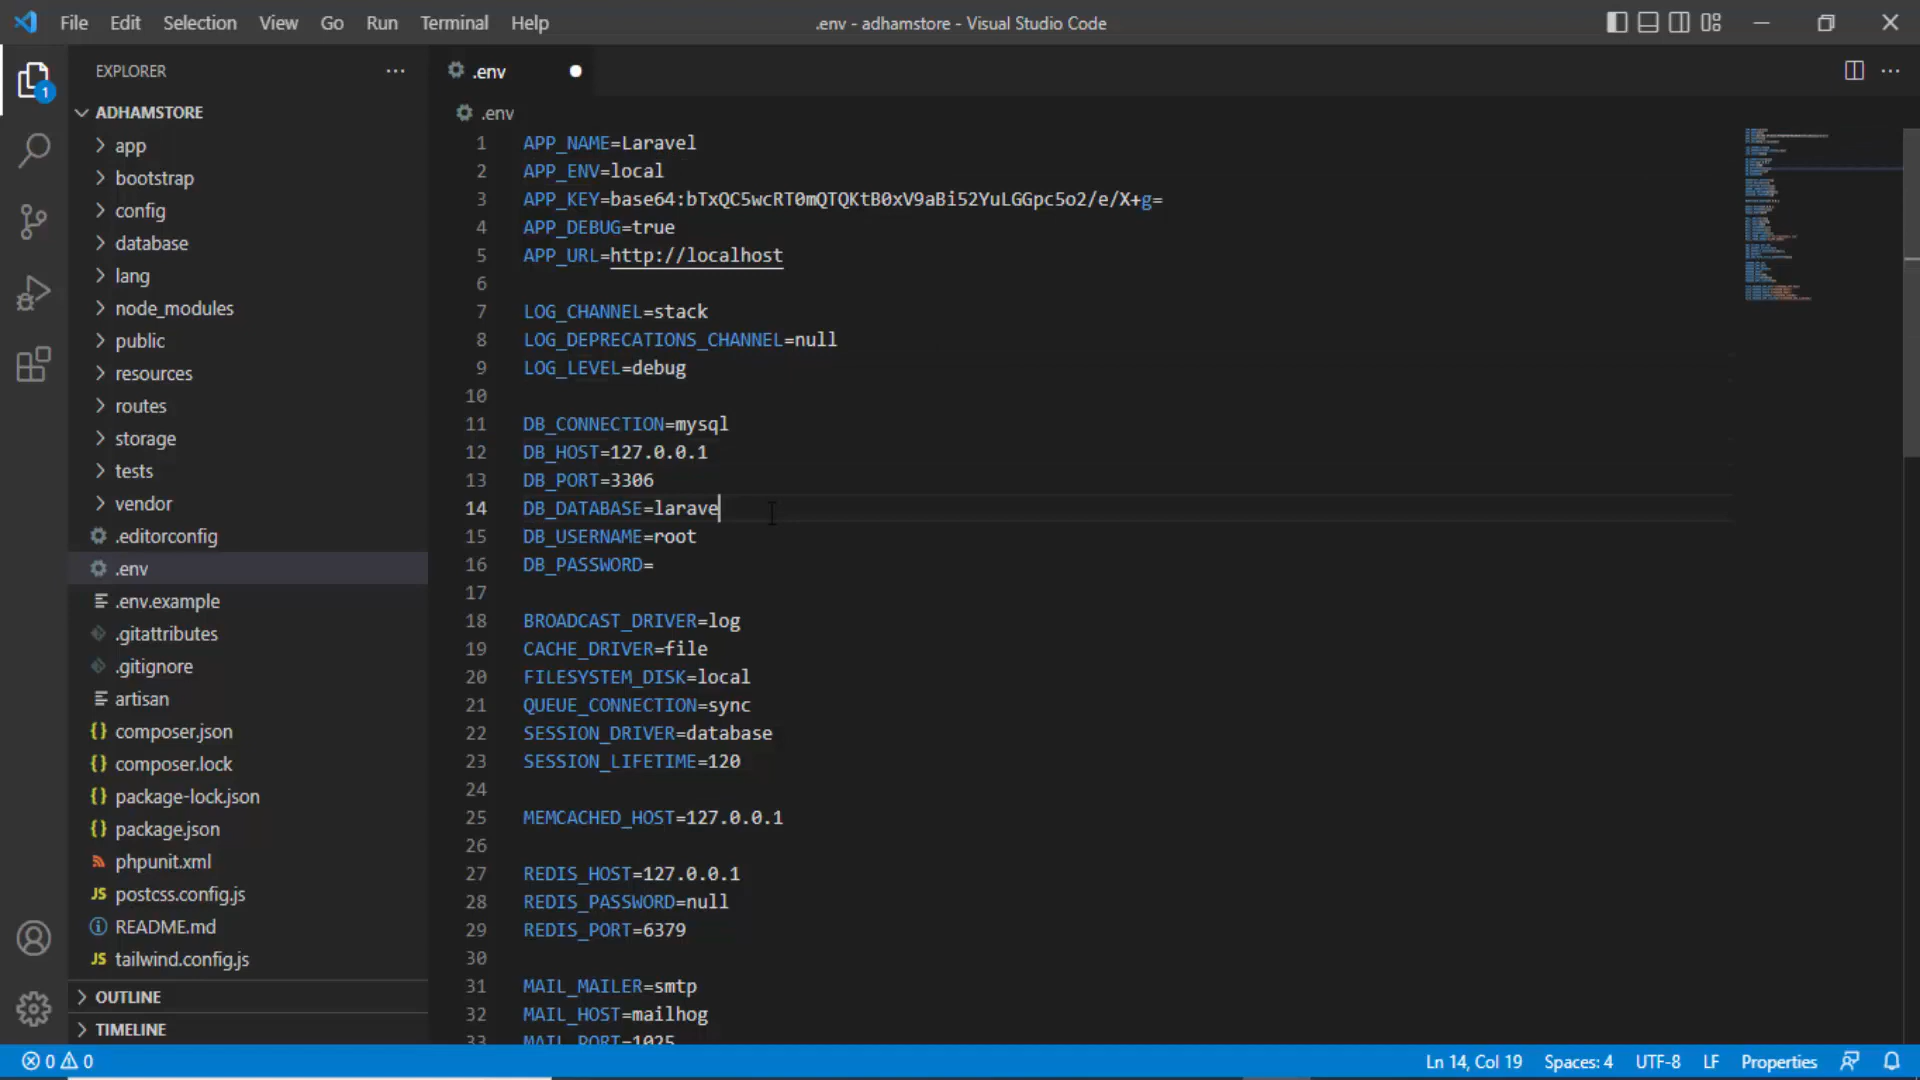 File Edit Selection View Go Run Terminal Help
.env - adhamstore - Visual Studio Code
EXPLORER
ADHAMSTORE
app
bootstrap
config
database
lang
node_modules
public
resources
routes
storage
tests
vendor
.editorconfig
.env
.env.example
.gitattributes
.gitignore
artisan
composer.json
composer.lock
package-lock.json
package.json
phpunit.xml
JS postcss.config.js
README.md
JS tailwind.config.js
OUTLINE
TIMELINE
1
.env
.env
1 APP_NAME=Laravel
2 APP_ENV=local
3 APP_KEY=base64:bTxQC5wcRT0mQTQKtB0xV9aBi52YuLGGpc5o2/e/X+g=
4 APP_DEBUG=true
5 APP_URL=http://localhost
6
7 LOG_CHANNEL=stack
8 LOG_DEPRECATIONS_CHANNEL=null
9 LOG_LEVEL=debug
10
11 DB_CONNECTION=mysql
12 DB_HOST=127.0.0.1
13 DB_PORT=3306
14 DB_DATABASE=larave
15 DB_USERNAME=root
16 DB_PASSWORD=
17
18 BROADCAST_DRIVER=log
19 CACHE_DRIVER=file
20 FILESYSTEM_DISK=local
21 QUEUE_CONNECTION=sync
22 SESSION_DRIVER=database
23 SESSION_LIFETIME=120
24
25 MEMCACHED_HOST=127.0.0.1
26
27 REDIS_HOST=127.0.0.1
28 REDIS_PASSWORD=null
29 REDIS_PORT=6379
30
31 MAIL_MAILER=smtp
32 MAIL_HOST=mailhog
33 MAIL_PORT=1025
0 0
Ln 14, Col 19 Spaces: 4 UTF-8 LF Properties